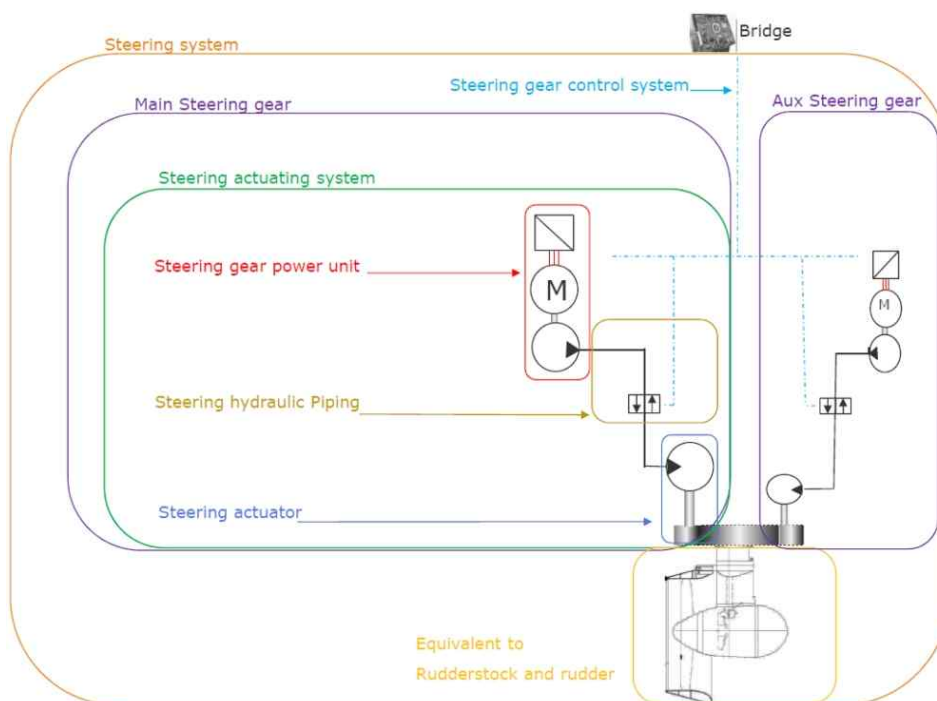 Bridge
Steering system
Steering gear control system
Main Steering gear
Aux Steering gear
Steering actuating system
Steering gear power unit
M
M
Steering hydraulic Piping
Steering actuator
Equivalent to
Rudderstock and rudder